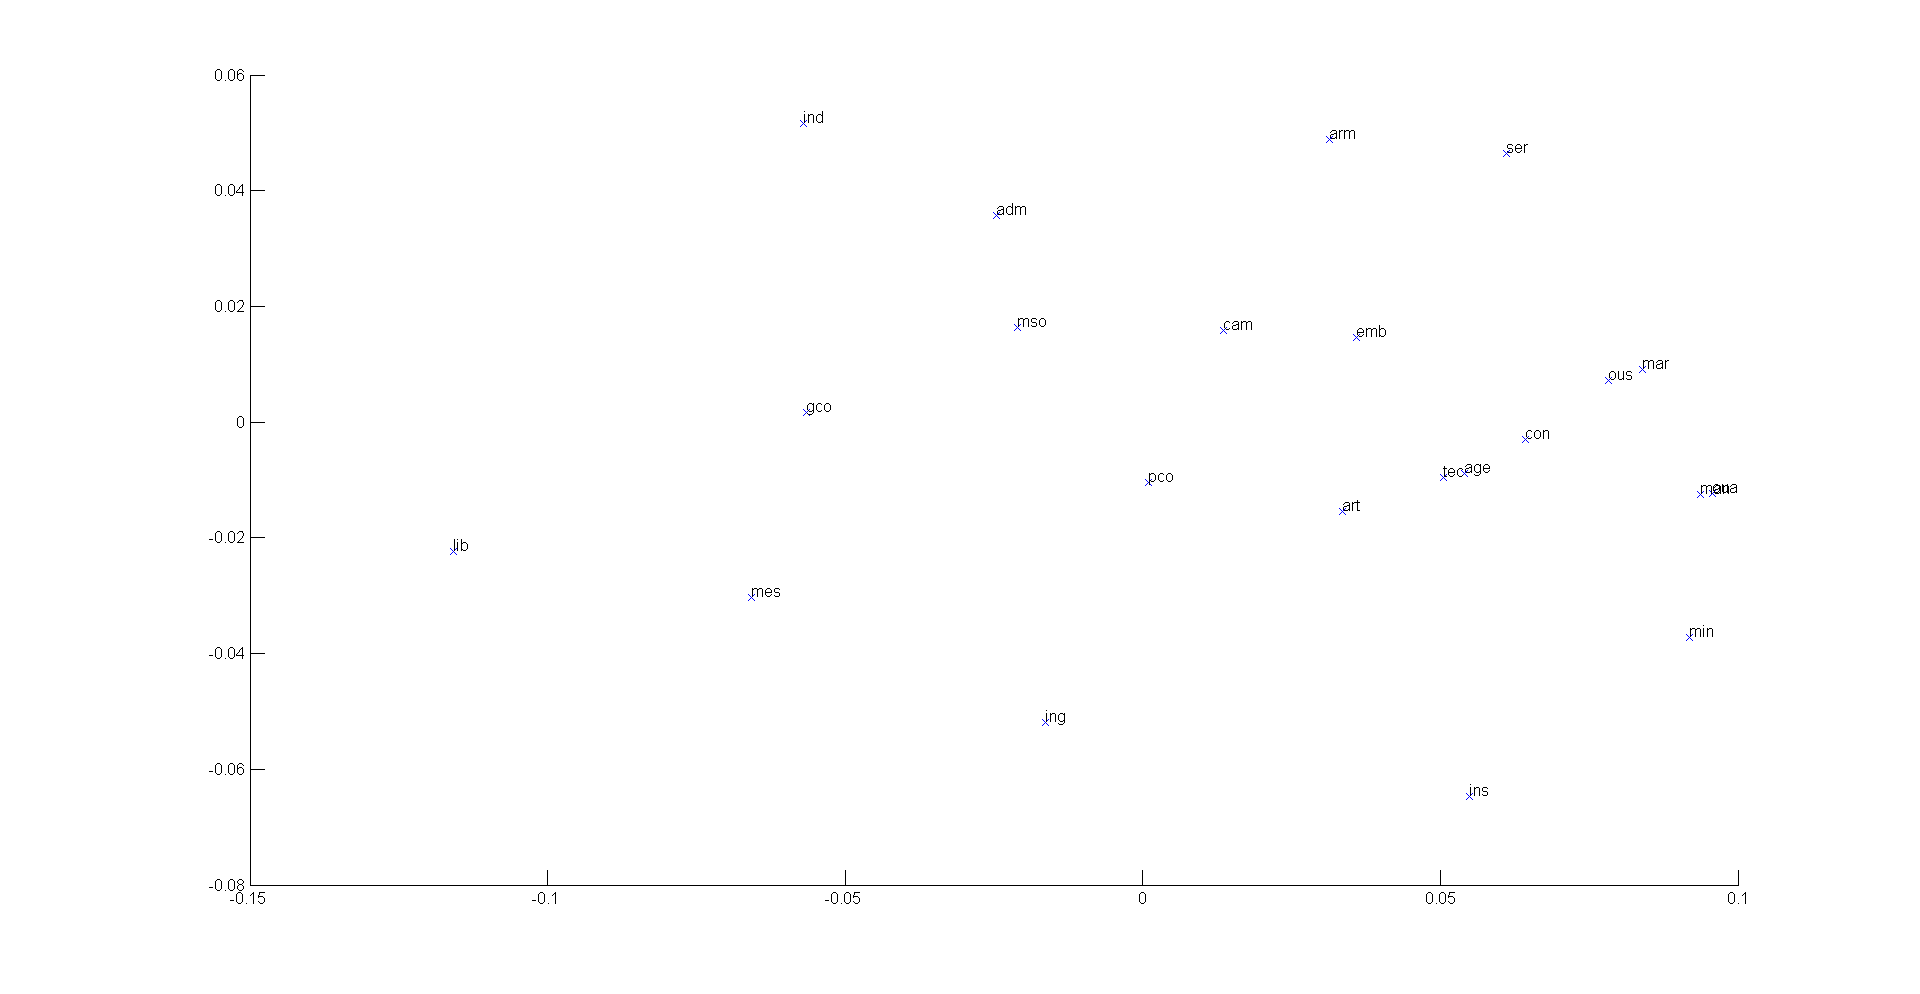 0.06
ind
arm
ser
0.04
adm
0.02
mso
cam
emb
mar
ous
gco
0
con
tec
age
pco
man
art
-0.02
lib
mes
min
-0.04
ing
-0.06
ins
-0.08
-0.15 -0.1 -0.05 0 0.05 0.1